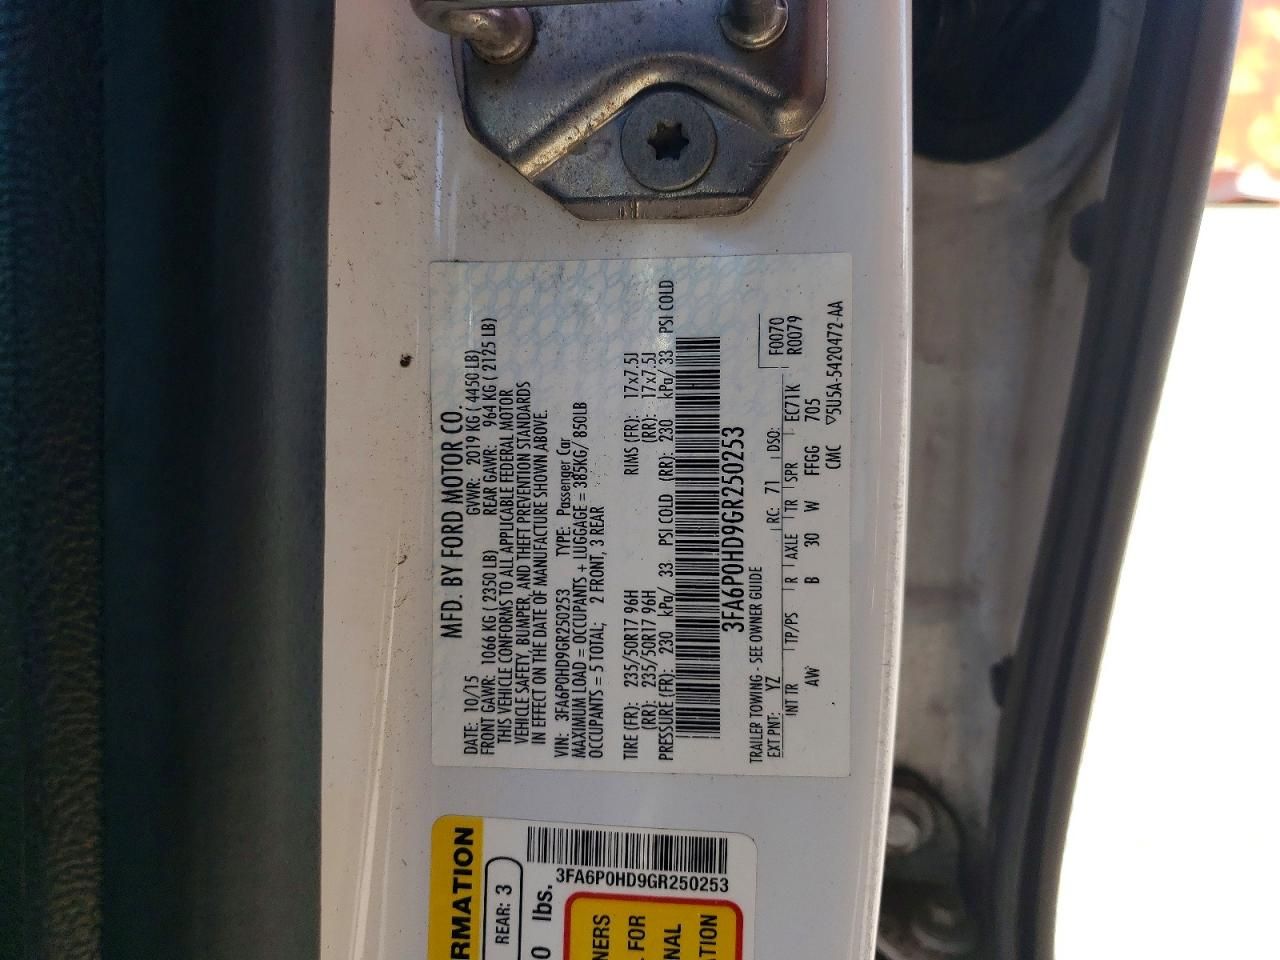 MFD. BY FORD MOTOR CO.
DATE: 10/15 GVWR: 2019 KG ( 4450 LB)
FRONT GAWR: 1066 KG ( 2350 LB) REAR GAWR: 964 KG ( 2125 LB)
THIS VEHICLE CONFORMS TO ALL APPLICABLE FEDERAL MOTOR
VEHICLE SAFETY, BUMPER, AND THEFT PREVENTION STANDARDS
IN EFFECT ON THE DATE OF MANUFACTURE SHOWN ABOVE.
VIN: 3FA6P0HD9GR250253 TYPE: Passenger Car
MAXIMUM LOAD = OCCUPANTS + LUGGAGE = 385KG/ 850LB
OCCUPANTS = 5 TOTAL; 2 FRONT, 3 REAR
TIRE (FR): 235/50R17 96H RIMS (FR): 17x7.5J
(RR): 235/50R17 96H (RR): 17x7.5J
PRESSURE (FR): 230 kPa/ 33 PSI COLD (RR): 230 kPa/ 33 PSI COLD
3FA6P0HD9GR250253
TRAILER TOWING - SEE OWNER GUIDE
EXT PNT: YZ RC: 71 DSO: F0070
INT TR TP/PS R AXLE TR SPR EC71K R0079
AW B 30 W FFGG 705
CMC ▽5U5A-5420472-AA
RMATION
REAR: 3
0 lbs.
3FA6P0HD9GR250253
NERS
FOR
NAL
TION